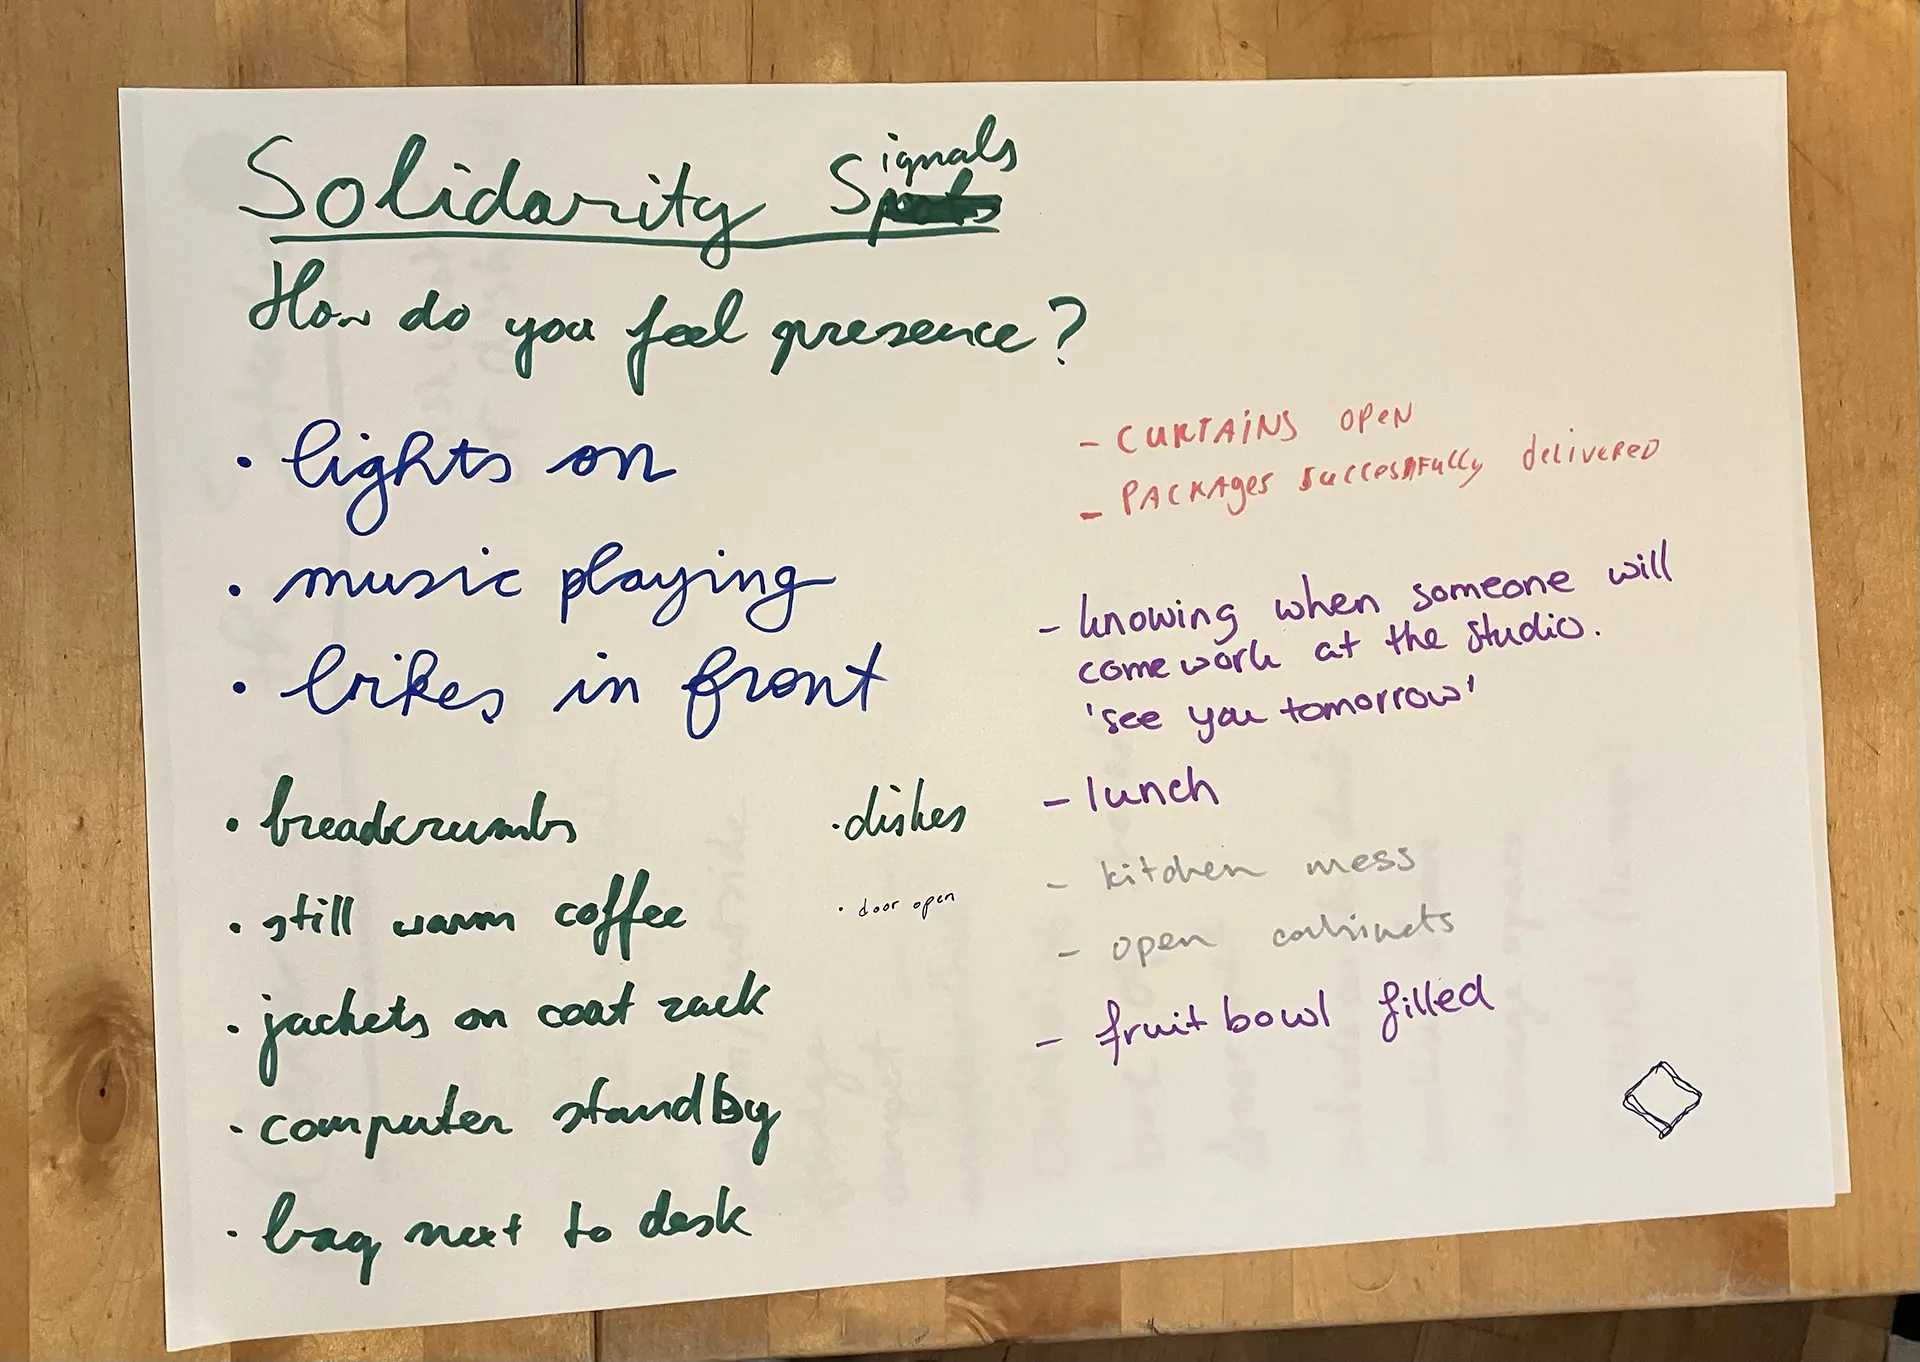 Solidarity Signals
How do you feel presence?
• lights on
• music playing
• bikes in front
• breadcrumbs
• still warm coffee
• jackets on coat rack
• computer standby
• bag next to desk
• dishes
• door open
- CURTAINS OPEN
- PACKAges successfully deliveRed
- knowing when someone will
come work at the studio.
'see you tomorrow'
- lunch
- kitchen mess
- open cabinets
- fruit bowl filled